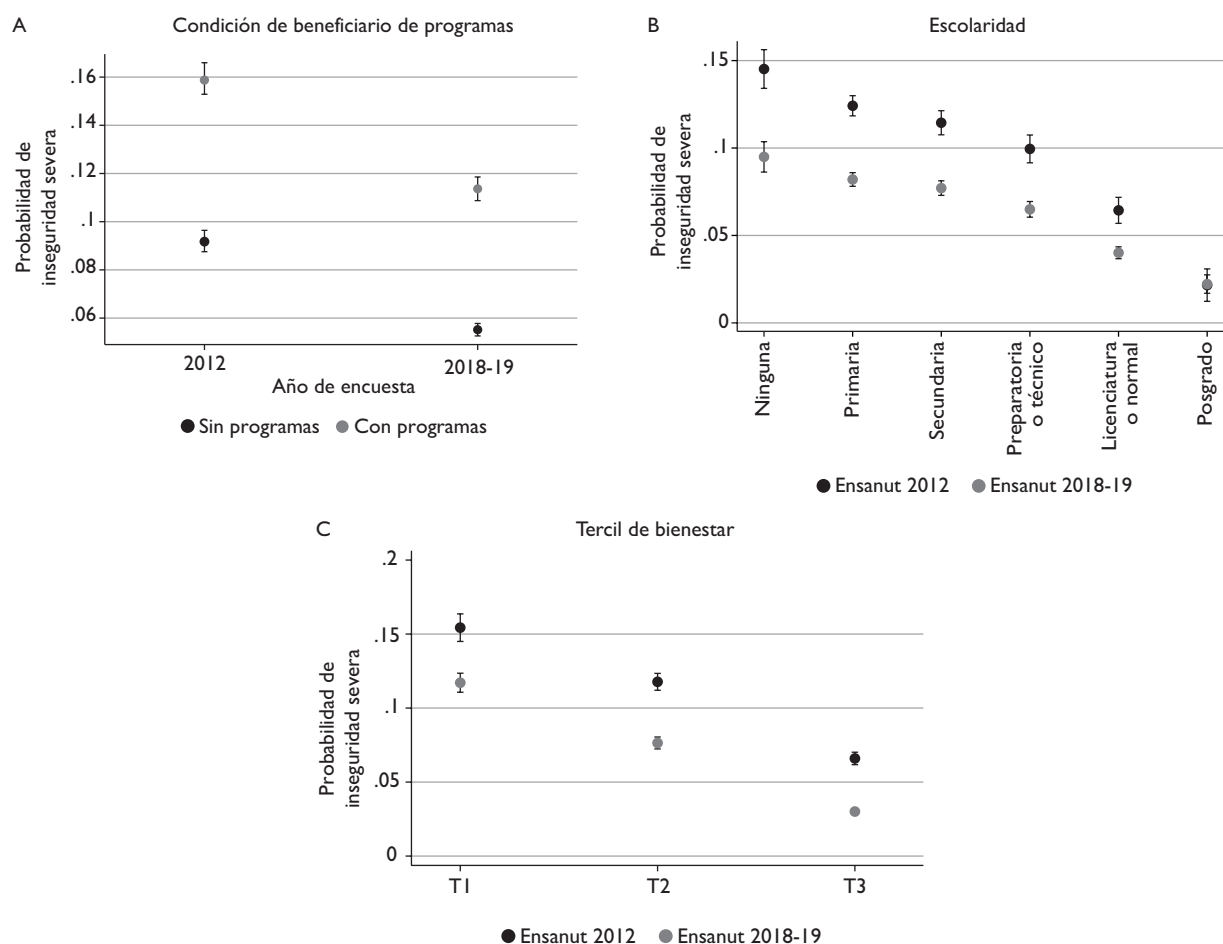 A
Condición de beneficiario de programas
Probabilidad de
inseguridad severa
.16
.14
.12
.1
.08
.06
2012
2018-19
Año de encuesta
Sin programas
Con programas
B
Escolaridad
Probabilidad de
inseguridad severa
.15
.1
.05
0
Ninguna
Primaria
Secundaria
Preparatoria
o técnico
Licenciatura
o normal
Posgrado
Ensanut 2012
Ensanut 2018-19
C
Tercil de bienestar
Probabilidad de
inseguridad severa
.2
.15
.1
.05
0
T1
T2
T3
Ensanut 2012
Ensanut 2018-19